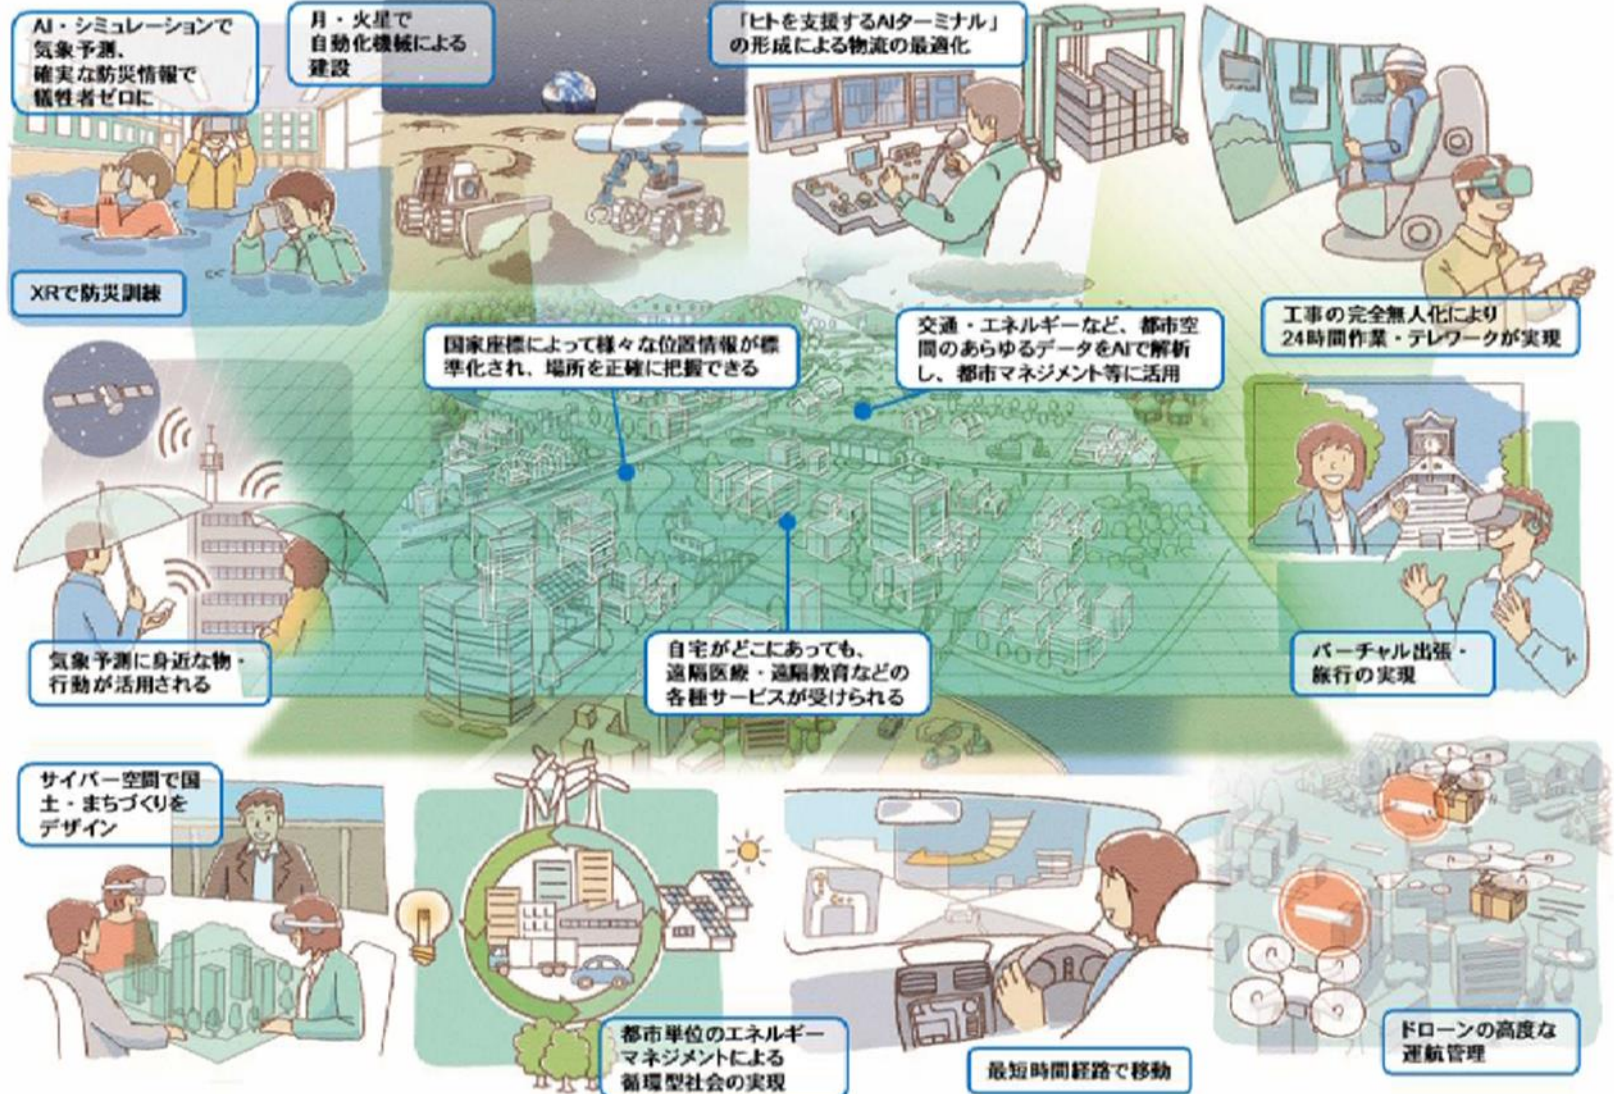 AI・シミュレーションで
気象予測、
確実な防災情報で
犠牲者ゼロに
月・火星で
自動化機械による
建設
「ヒトを支援するAIターミナル」
の形成による物流の最適化
XRで防災訓練
工事の完全無人化により
24時間作業・テレワークが実現
国家座標によって様々な位置情報が標
準化され、場所を正確に把握できる
交通・エネルギーなど、都市空
間のあらゆるデータをAIで解析
し、都市マネジメント等に活用
気象予測に身近な物・
行動が活用される
自宅がどこにあっても、
遠隔医療・遠隔教育などの
各種サービスが受けられる
バーチャル出張・
旅行の実現
サイバー空間で国
土・まちづくりを
デザイン
都市単位のエネルギー
マネジメントによる
循環型社会の実現
最短時間経路で移動
ドローンの高度な
運航管理